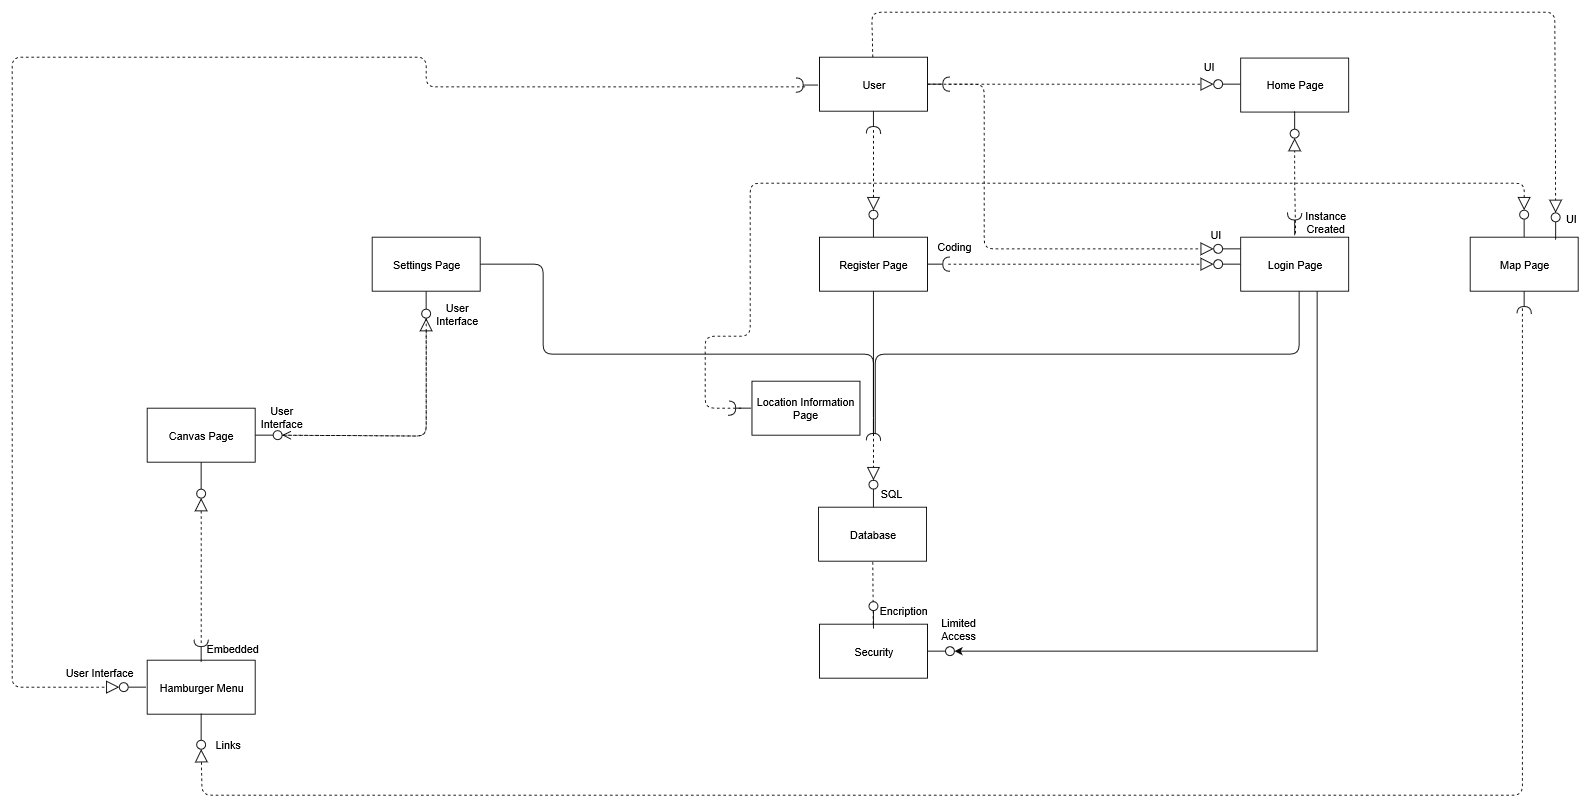 UI
User
Home Page
Instance
Created
UI
UI
Coding
Settings Page
Register Page
Login Page
Map Page
User
Interface
Location Information
Page
User
Interface
Canvas Page
SQL
Database
Encription
Limited
Access
Security
Embedded
User Interface
Hamburger Menu
Links